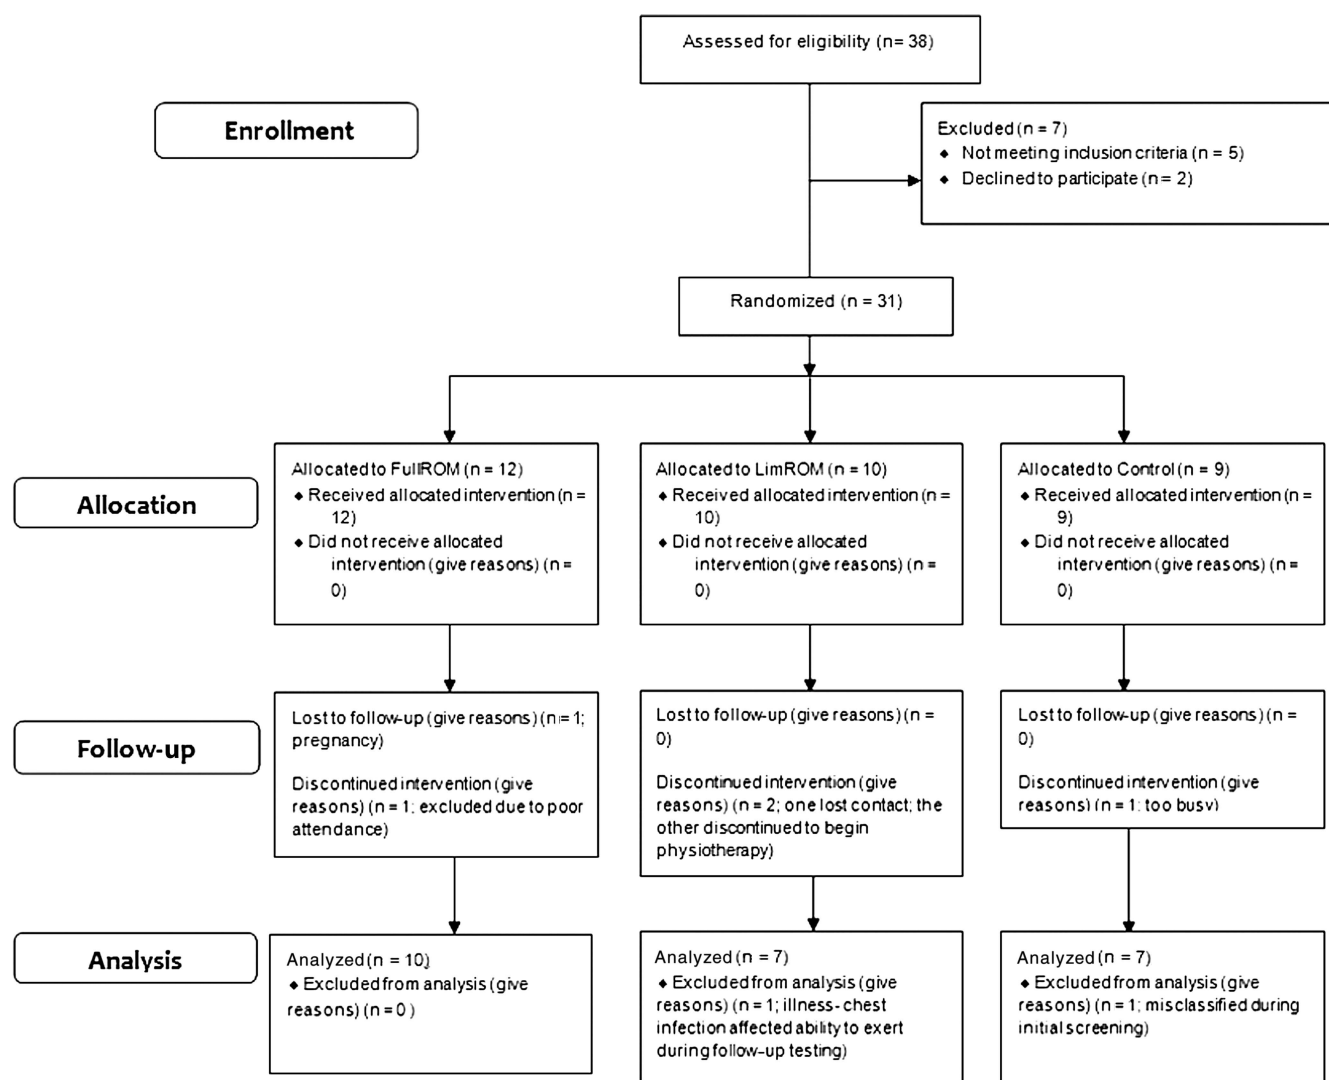 Assessed for eligibility (n= 38)
Enrollment
Excluded (n = 7)
◆ Not meeting inclusion criteria (n = 5)
◆ Declined to participate (n = 2)
Randomized (n = 31)
Allocation
Allocated to FullROM (n = 12)
◆ Received allocated intervention (n =
12)
◆ Did not receive allocated
intervention (give reasons) (n =
0)
Allocated to LimROM (n = 10)
◆ Received allocated intervention (n =
10)
◆ Did not receive allocated
intervention (give reasons) (n =
0)
Allocated to Control (n = 9)
◆ Received allocated intervention (n =
9)
◆ Did not receive allocated
intervention (give reasons) (n =
0)
Follow-up
Lost to follow-up (give reasons) (n = 1;
pregnancy)
Discontinued intervention (give
reasons) (n = 1; excluded due to poor
attendance)
Lost to follow-up (give reasons) (n =
0)
Discontinued intervention (give
reasons) (n = 2; one lost contact; the
other discontinued to begin
physiotherapy)
Lost to follow-up (give reasons) (n =
0)
Discontinued intervention (give
reasons) (n = 1; too busy)
Analysis
Analyzed (n = 10)
◆ Excluded from analysis (give
reasons) (n = 0 )
Analyzed (n = 7)
◆ Excluded from analysis (give
reasons) (n = 1; illness- chest
infection affected ability to exert
during follow-up testing)
Analyzed (n = 7)
◆ Excluded from analysis (give
reasons) (n = 1; misclassified during
initial screening)